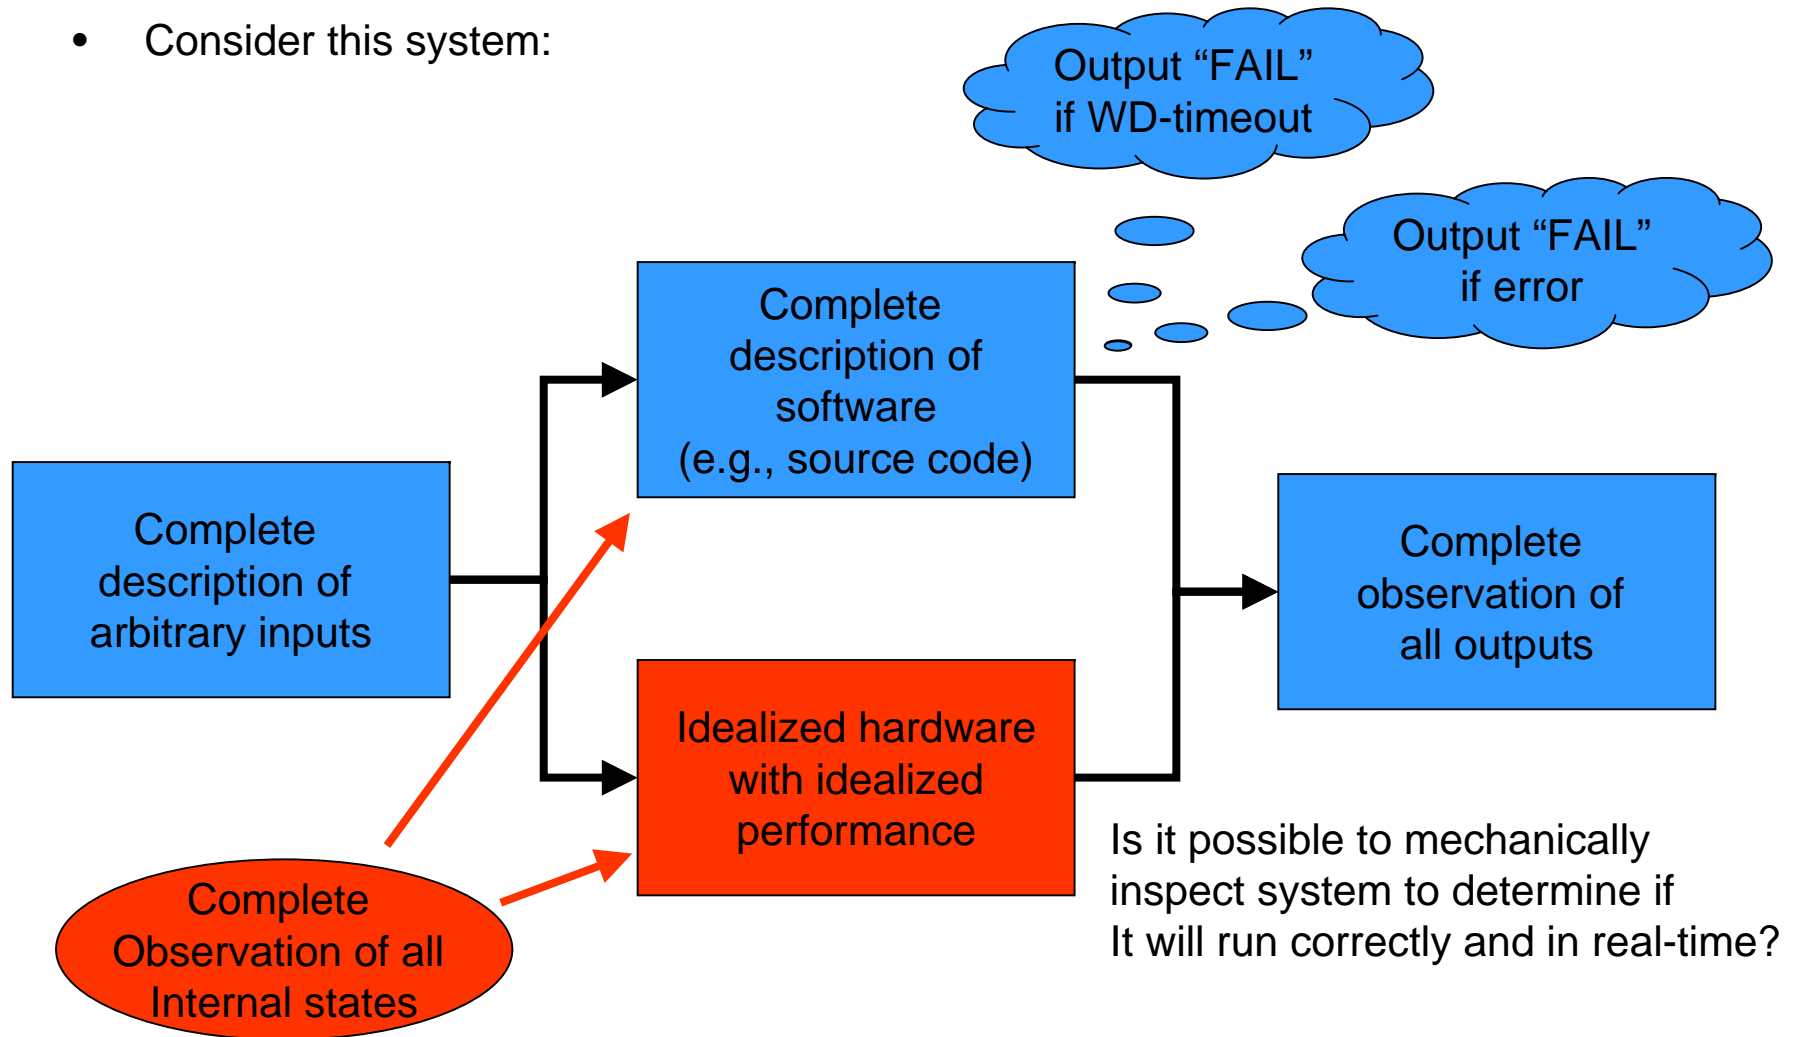 • Consider this system:
Output “FAIL”
if WD-timeout
Output “FAIL”
if error
Complete
description of
software
(e.g., source code)
Complete
description of
arbitrary inputs
Complete
observation of
all outputs
Idealized hardware
with idealized
performance
Complete
Observation of all
Internal states
Is it possible to mechanically
inspect system to determine if
It will run correctly and in real-time?